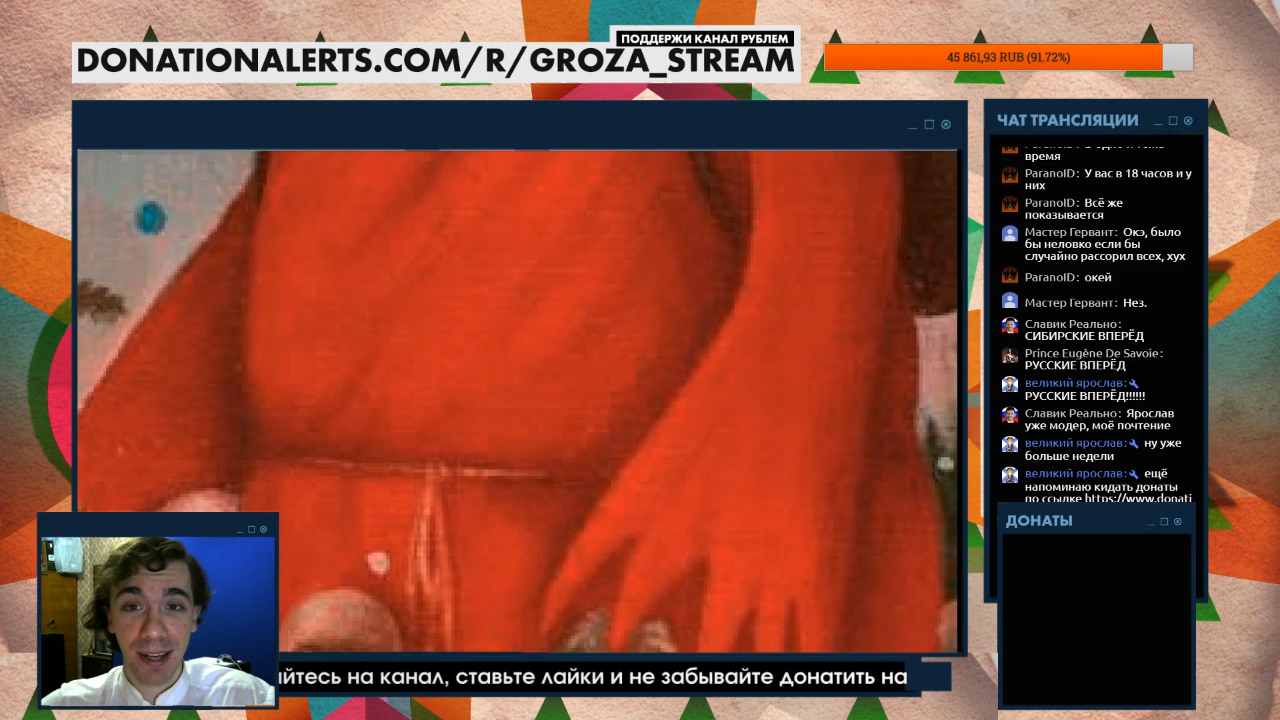 ПОДДЕРЖИ КАНАЛ РУБЛЕМ
DONATIONALERTS.COM/R/GROZA_STREAM
45 861,93 RUB (91.72%)
ЧАТ ТРАНСЛЯЦИИ
время
ParanoID: У вас в 18 часов и у
них
ParanoID: Всё же
показывается
Мастер Гервант: Окэ, было
бы неловко если бы
случайно рассорил всех, хух
ParanoID: окей
Мастер Гервант: Нез.
Славик Реально:
СИБИРСКИЕ ВПЕРЁД
Prince Eugène De Savoie:
РУССКИЕ ВПЕРЁД
великий ярослав:
РУССКИЕ ВПЕРЁД!!!!!!
Славик Реально: Ярослав
уже модер, моё почтение
великий ярослав: ну уже
больше недели
великий ярослав: ещё
напоминаю кидать донаты
по ссылке https://www.donati
ДОНАТЫ
йтесь на канал, ставьте лайки и не забывайте донатить на